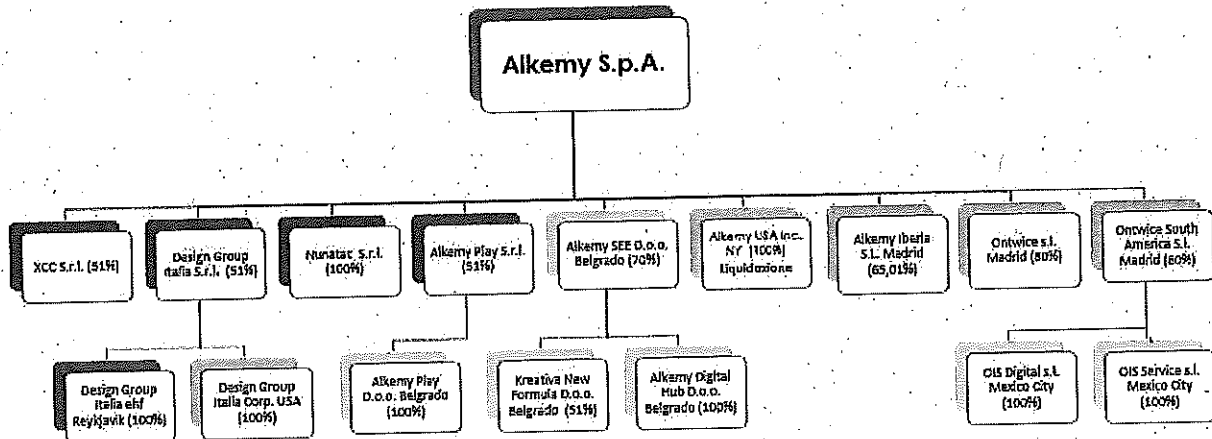 Alkemy S.p.A.
XCC S.r.l. (51%)
Design Group
Italia S.r.l. (51%)
Nunatac S.r.l.
(100%)
Alkemy Play S.r.l.
(51%)
Alkemy SEE D.o.o.
Belgrado (70%)
Alkemy USA Inc.
NY (100%)
Liquidazione
Alkemy Iberia
S.L. Madrid
(65,01%)
Ontwice s.l.
Madrid (80%)
Ontwice South
America S.l.
Madrid (80%)
Design Group
Italia ehf
Reykjavik (100%)
Design Group
Italia Corp. USA
(100%)
Alkemy Play
D.o.o. Belgrado
(100%)
Kreativa New
Formula D.o.o.
Belgrado (51%)
Alkemy Digital
Hub D.o.o.
Belgrado (100%)
OIS Digital s.l.
Mexico City
(100%)
OIS Service s.l.
Mexico City
(100%)